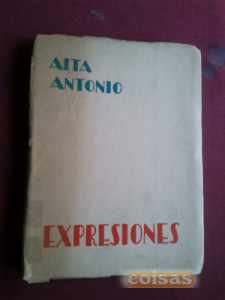 AITA
ANTONIO
EXPRESIONES
coisas